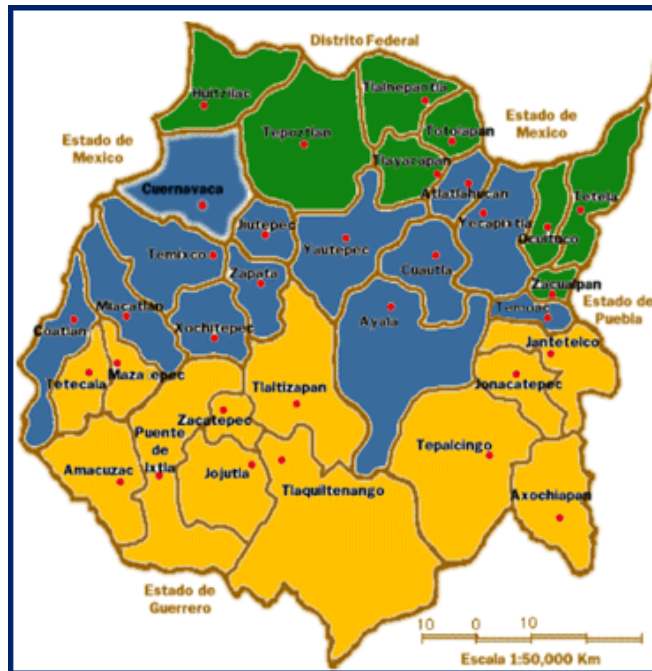 Distrito Federal
Huitzilac
Tlalnepantla
Estado de
Mexico
Tepoztlan
Totolapan
Estado de
Mexico
Tlayacapan
Cuernavaca
Atlatlahucan
Tetela
Yecapixtla
Jiutepec
Ocuituco
Temixco
Yautepec
Cuautla
Zapata
Zacualpan
Miacatlan
Estado de
Puebla
Temoac
Coatlan
Xochitepec
Ayala
Jantetelco
Tetecala
Mazatepec
Tlaltizapan
Jonacatepec
Zacatepec
Puente
de
Ixtla
Tepalcingo
Amacuzac
Jojutla
Tlaquiltenango
Axochiapan
Estado de
Guerrero
10 0 10
Escala 1:50,000 Km